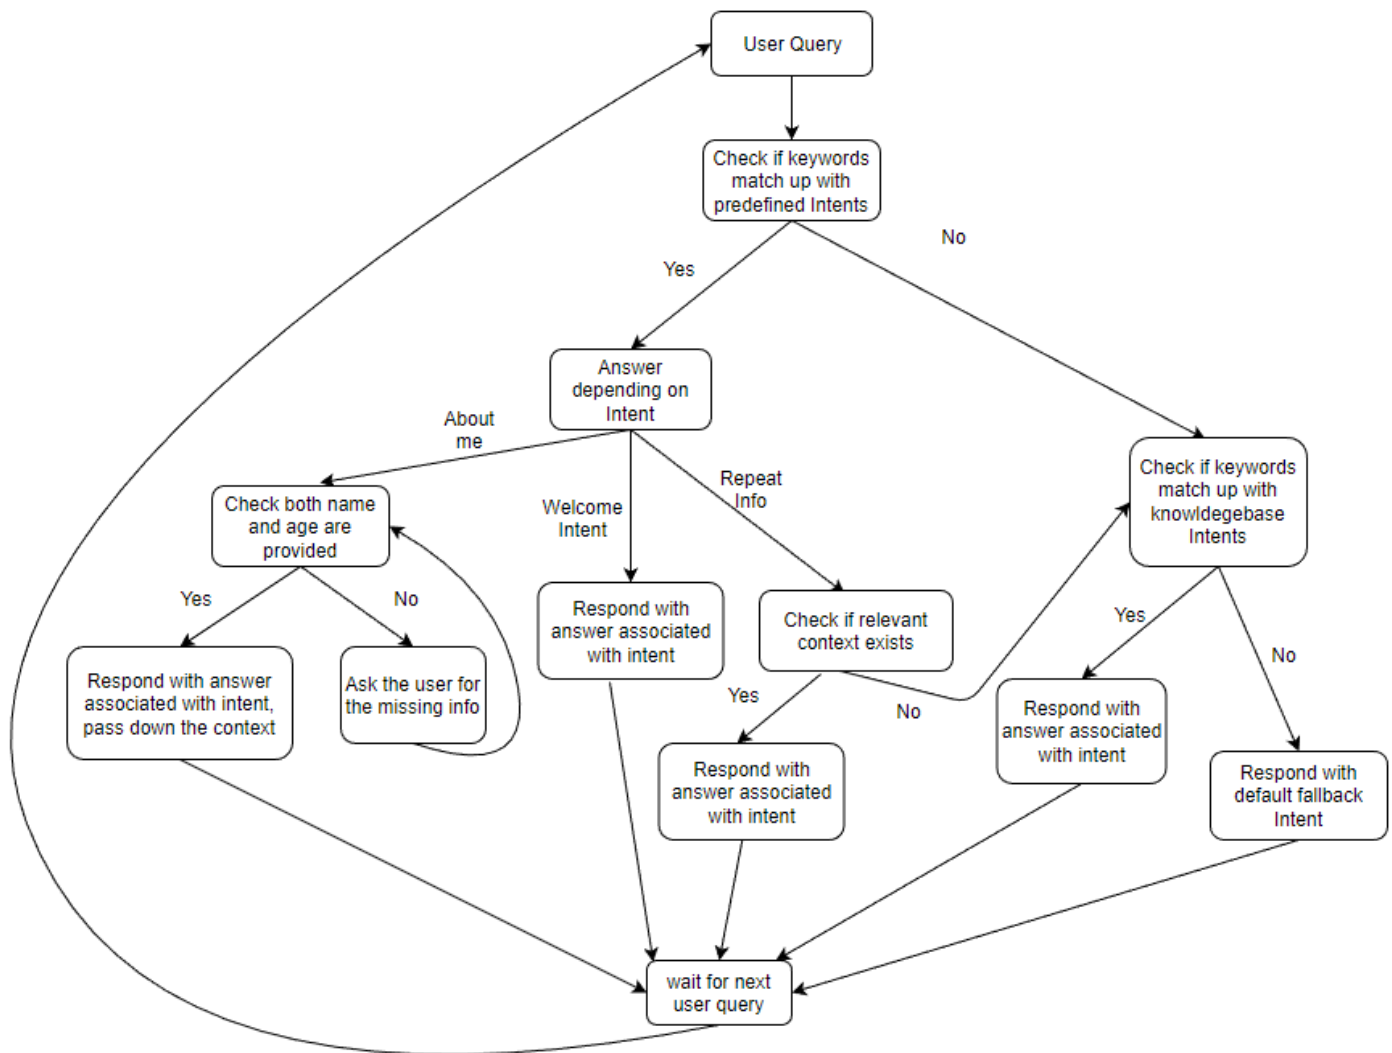 User Query
Check if keywords
match up with
predefined Intents
No
Yes
Answer
depending on
Intent
About
me
Repeat
Info
Welcome
Intent
Check both name
and age are
provided
Check if keywords
match up with
knowldegebase
Intents
Yes
No
Respond with
answer associated
with intent
Check if relevant
context exists
Yes
No
Respond with answer
associated with intent,
pass down the context
Ask the user for
the missing info
Yes
No
Respond with
answer associated
with intent
Respond with
answer associated
with intent
Respond with
default fallback
Intent
wait for next
user query